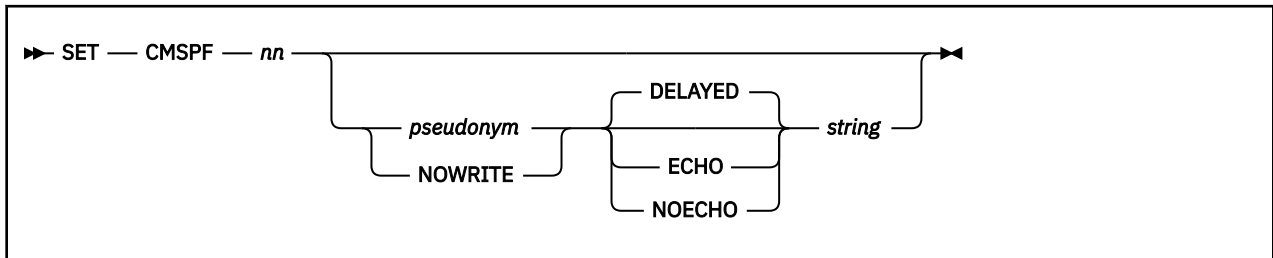 SET CMSPF nn
DELAYED
pseudonym string
NOWRITE ECHO
NOECHO